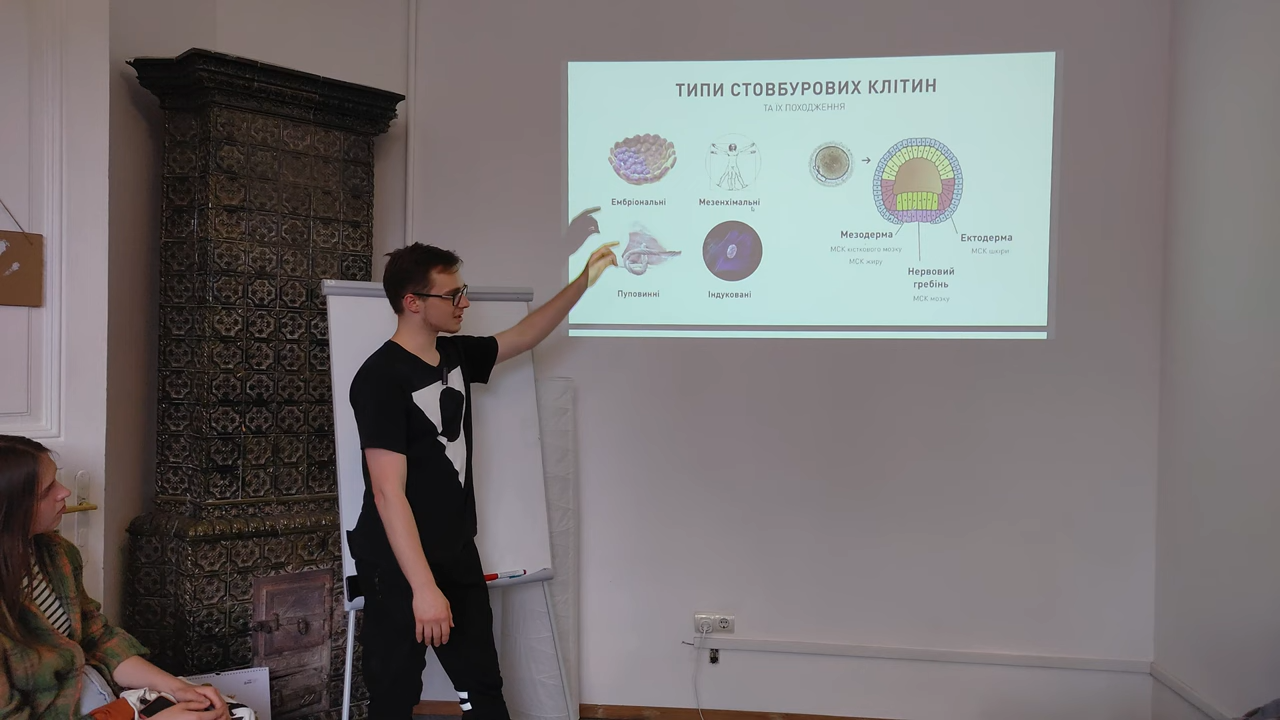 ТИПИ СТОВБУРОВИХ КЛІТИН
ТА ЇХ ПОХОДЖЕННЯ
Ембріональні
Мезенхімальні
Пуповинні
Індуковані
Мезодерма
МСК кісткового мозку
МСК жиру
Ектодерма
МСК шкіри
Нервовий
гребінь
МСК мозку